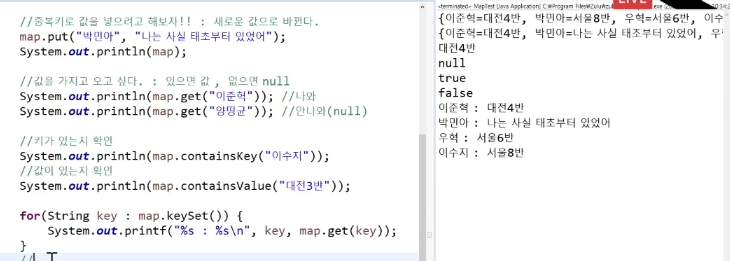 //중복키로 값을 넣으려고 해보자!! : 새로운 값으로 바뀐다.
map.put("박민아", "나는 사실 태초부터 있었어");
System.out.println(map);
//값을 가지고 오고 싶다. : 있으면 값 , 없으면 null
System.out.println(map.get("이준혁")); //나와
System.out.println(map.get("양띵균")); //안나와(null)
//키가 있는지 확인
System.out.println(map.containsKey("이수지"));
//값이 있는지 확인
System.out.println(map.containsValue("대전3반"));
for(String key : map.keySet()) {
System.out.printf("%s : %s\n", key, map.get(key));
}
//
LIVE
<terminated> MapTest [Java Application] C:\Program Files\Zulu\
{이준혁=대전4반, 박민아=서울8반, 우혁=서울6반, 이수
{이준혁=대전4반, 박민아=나는 사실 태초부터 있었어, 우
대전4반
null
true
false
이준혁 : 대전4반
박민아 : 나는 사실 태초부터 있었어
우혁 : 서울6반
이수지 : 서울8반